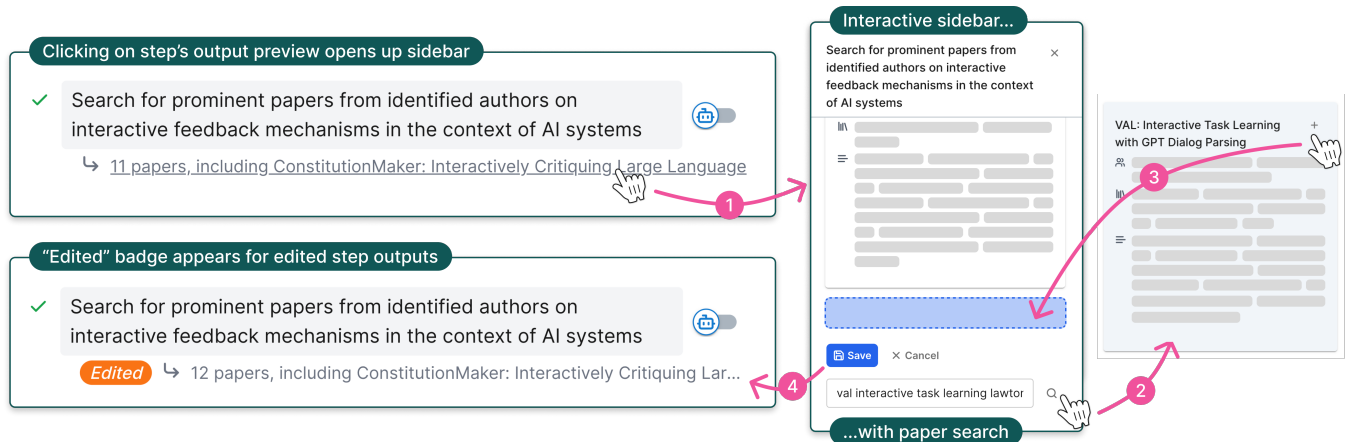 Clicking on step’s output preview opens up sidebar
Search for prominent papers from identified authors on
interactive feedback mechanisms in the context of AI systems
11 papers, including ConstitutionMaker: Interactively Critiquing Large Language
1
“Edited” badge appears for edited step outputs
Search for prominent papers from identified authors on
interactive feedback mechanisms in the context of AI systems
Edited
12 papers, including ConstitutionMaker: Interactively Critiquing Lar...
4
Interactive sidebar...
Search for prominent papers from
identified authors on interactive
feedback mechanisms in the context
of AI systems
Save
Cancel
val interactive task learning lawtor
...with paper search
2
3
VAL: Interactive Task Learning
with GPT Dialog Parsing